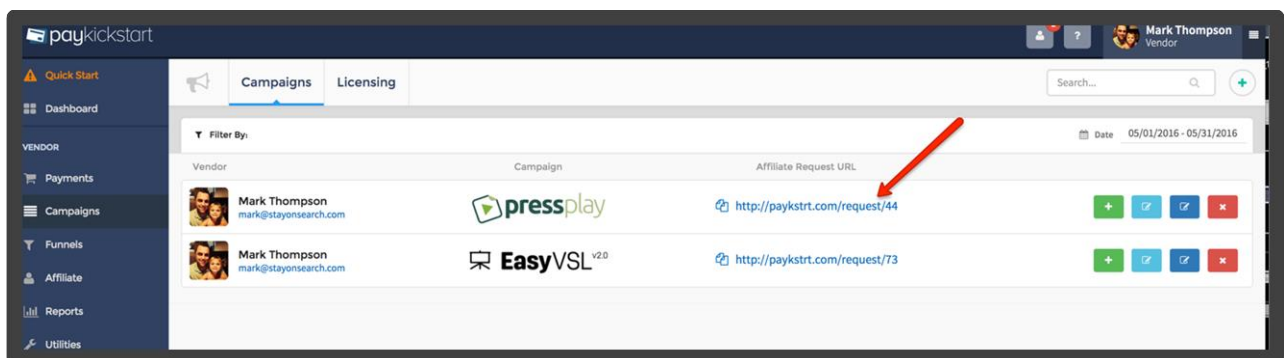 paykickstart
?
Mark Thompson
Vendor
Quick Start
Campaigns
Licensing
Search...
+
Dashboard
Filter By:
Date 05/01/2016 - 05/31/2016
VENDOR
Vendor
Campaign
Affiliate Request URL
Payments
Mark Thompson
mark@stayonsearch.com
pressplay
http://paykstrt.com/request/44
Campaigns
Funnels
Mark Thompson
mark@stayonsearch.com
EasyVSL v2.0
http://paykstrt.com/request/73
Affiliate
Reports
Utilities